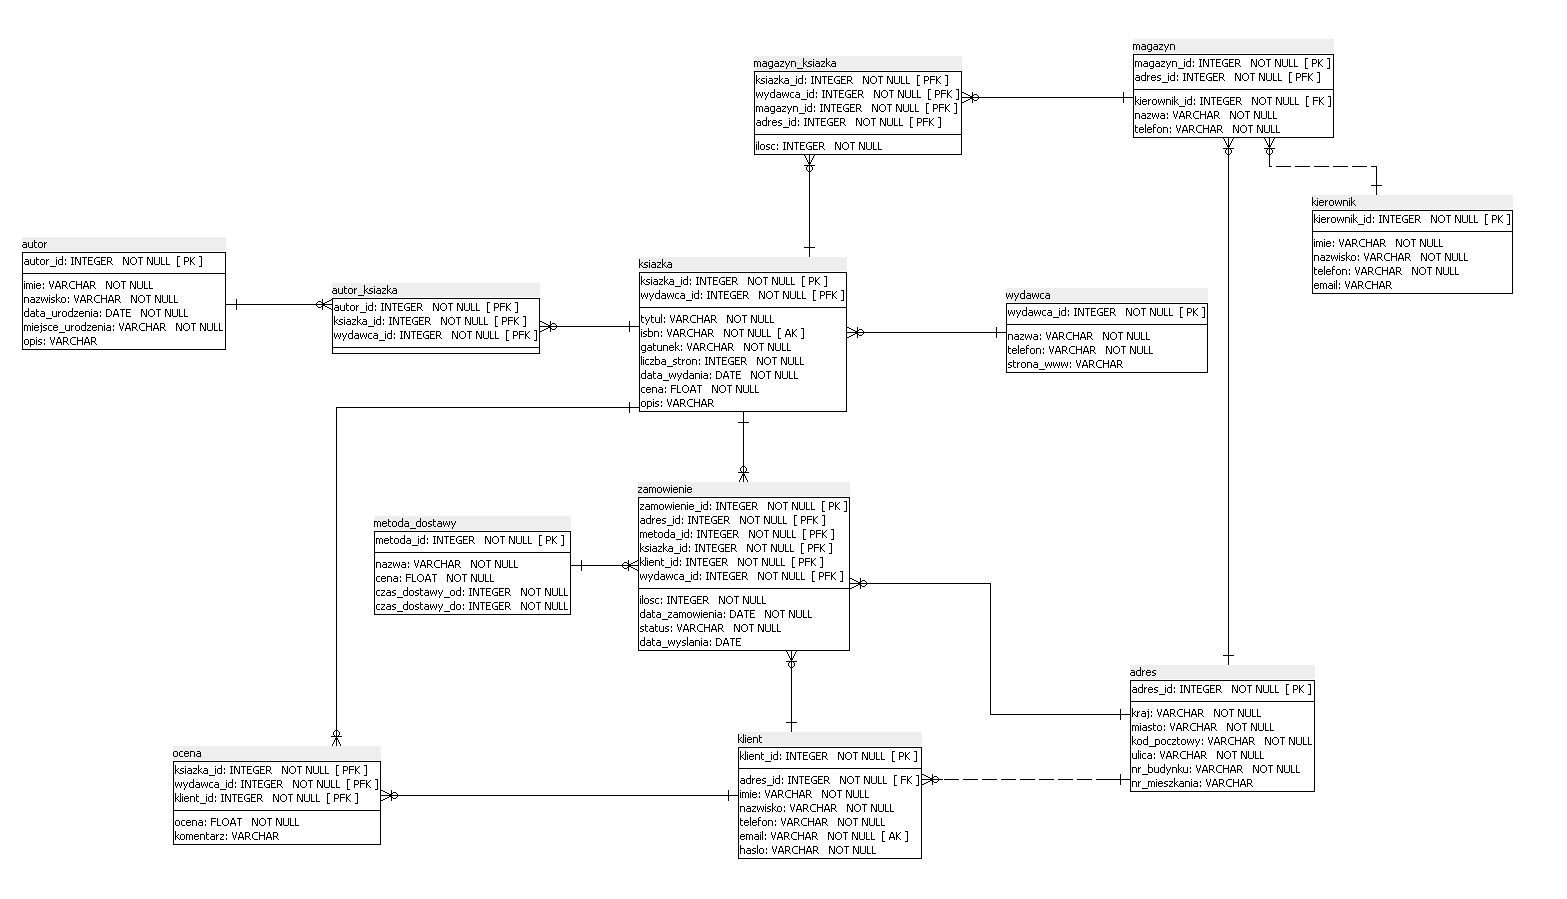 magazyn
magazyn_id: INTEGER NOT NULL [ PK ]
adres_id: INTEGER NOT NULL [ PFK ]
kierownik_id: INTEGER NOT NULL [ FK ]
nazwa: VARCHAR NOT NULL
telefon: VARCHAR NOT NULL
magazyn_ksiazka
ksiazka_id: INTEGER NOT NULL [ PFK ]
wydawca_id: INTEGER NOT NULL [ PFK ]
magazyn_id: INTEGER NOT NULL [ PFK ]
adres_id: INTEGER NOT NULL [ PFK ]
ilosc: INTEGER NOT NULL
kierownik
kierownik_id: INTEGER NOT NULL [ PK ]
imie: VARCHAR NOT NULL
nazwisko: VARCHAR NOT NULL
telefon: VARCHAR NOT NULL
email: VARCHAR
autor
autor_id: INTEGER NOT NULL [ PK ]
imie: VARCHAR NOT NULL
nazwisko: VARCHAR NOT NULL
data_urodzenia: DATE NOT NULL
miejsce_urodzenia: VARCHAR NOT NULL
opis: VARCHAR
autor_ksiazka
autor_id: INTEGER NOT NULL [ PFK ]
ksiazka_id: INTEGER NOT NULL [ PFK ]
wydawca_id: INTEGER NOT NULL [ PFK ]
ksiazka
ksiazka_id: INTEGER NOT NULL [ PK ]
wydawca_id: INTEGER NOT NULL [ PFK ]
tytul: VARCHAR NOT NULL
isbn: VARCHAR NOT NULL [ AK ]
gatunek: VARCHAR NOT NULL
liczba_stron: INTEGER NOT NULL
data_wydania: DATE NOT NULL
cena: FLOAT NOT NULL
opis: VARCHAR
wydawca
wydawca_id: INTEGER NOT NULL [ PK ]
nazwa: VARCHAR NOT NULL
telefon: VARCHAR NOT NULL
strona_www: VARCHAR
zamowienie
zamowienie_id: INTEGER NOT NULL [ PK ]
adres_id: INTEGER NOT NULL [ PFK ]
metoda_id: INTEGER NOT NULL [ PFK ]
ksiazka_id: INTEGER NOT NULL [ PFK ]
klient_id: INTEGER NOT NULL [ PFK ]
wydawca_id: INTEGER NOT NULL [ PFK ]
ilosc: INTEGER NOT NULL
data_zamowienia: DATE NOT NULL
status: VARCHAR NOT NULL
data_wyslania: DATE
metoda_dostawy
metoda_id: INTEGER NOT NULL [ PK ]
nazwa: VARCHAR NOT NULL
cena: FLOAT NOT NULL
czas_dostawy_od: INTEGER NOT NULL
czas_dostawy_do: INTEGER NOT NULL
adres
adres_id: INTEGER NOT NULL [ PK ]
kraj: VARCHAR NOT NULL
miasto: VARCHAR NOT NULL
kod_pocztowy: VARCHAR NOT NULL
ulica: VARCHAR NOT NULL
nr_budynku: VARCHAR NOT NULL
nr_mieszkania: VARCHAR
klient
klient_id: INTEGER NOT NULL [ PK ]
adres_id: INTEGER NOT NULL [ FK ]
imie: VARCHAR NOT NULL
nazwisko: VARCHAR NOT NULL
telefon: VARCHAR NOT NULL
email: VARCHAR NOT NULL [ AK ]
haslo: VARCHAR NOT NULL
ocena
ksiazka_id: INTEGER NOT NULL [ PFK ]
wydawca_id: INTEGER NOT NULL [ PFK ]
klient_id: INTEGER NOT NULL [ PFK ]
ocena: FLOAT NOT NULL
komentarz: VARCHAR